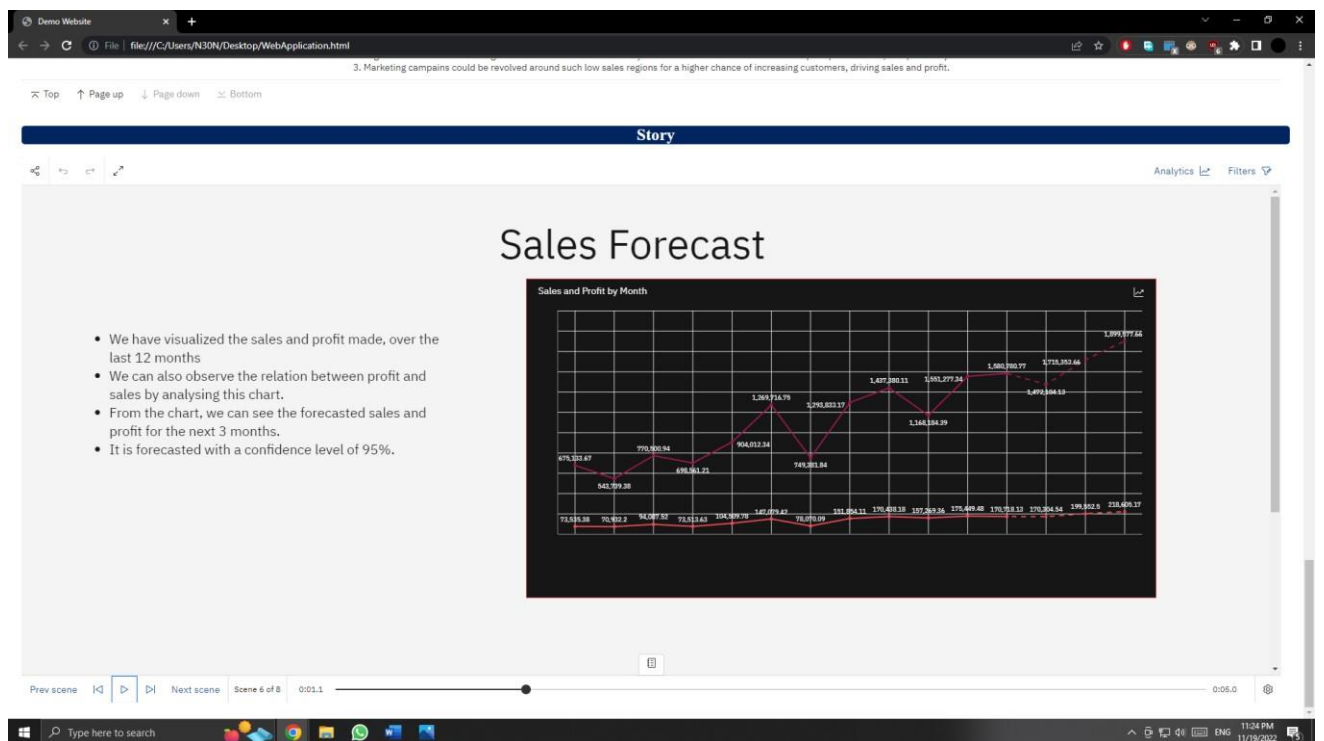 Demo Website
File
file:///C:/Users/N30N/Desktop/WebApplication.html
3. Marketing campains could be revolved around such low sales regions for a higher chance of increasing customers, driving sales and profit.
Top Page up Page down Bottom
Story
Analytics Filters
Sales Forecast
Sales and Profit by Month
• We have visualized the sales and profit made, over the
last 12 months
• We can also observe the relation between profit and
sales by analysing this chart.
• From the chart, we can see the forecasted sales and
profit for the next 3 months.
• It is forecasted with a confidence level of 95%.
675,133.67
543,739.38
770,800.94
698,561.21
904,012.34
1,269,716.75
749,381.84
1,293,833.17
1,437,380.11
1,168,184.39
1,551,277.34
1,580,780.77
1,472,104.13
1,715,353.66
1,899,577.66
73,535.38 70,932.2 94,087.52 73,513.63 104,509.78 147,079.42 78,070.09 151,854.11 170,438.18 157,269.36 175,449.48 170,718.13 170,304.54 199,552.5 218,605.17
Prev scene Next scene Scene 6 of 8 0:01.1 0:05.0
Type here to search
ENG
11:24 PM
11/19/2022